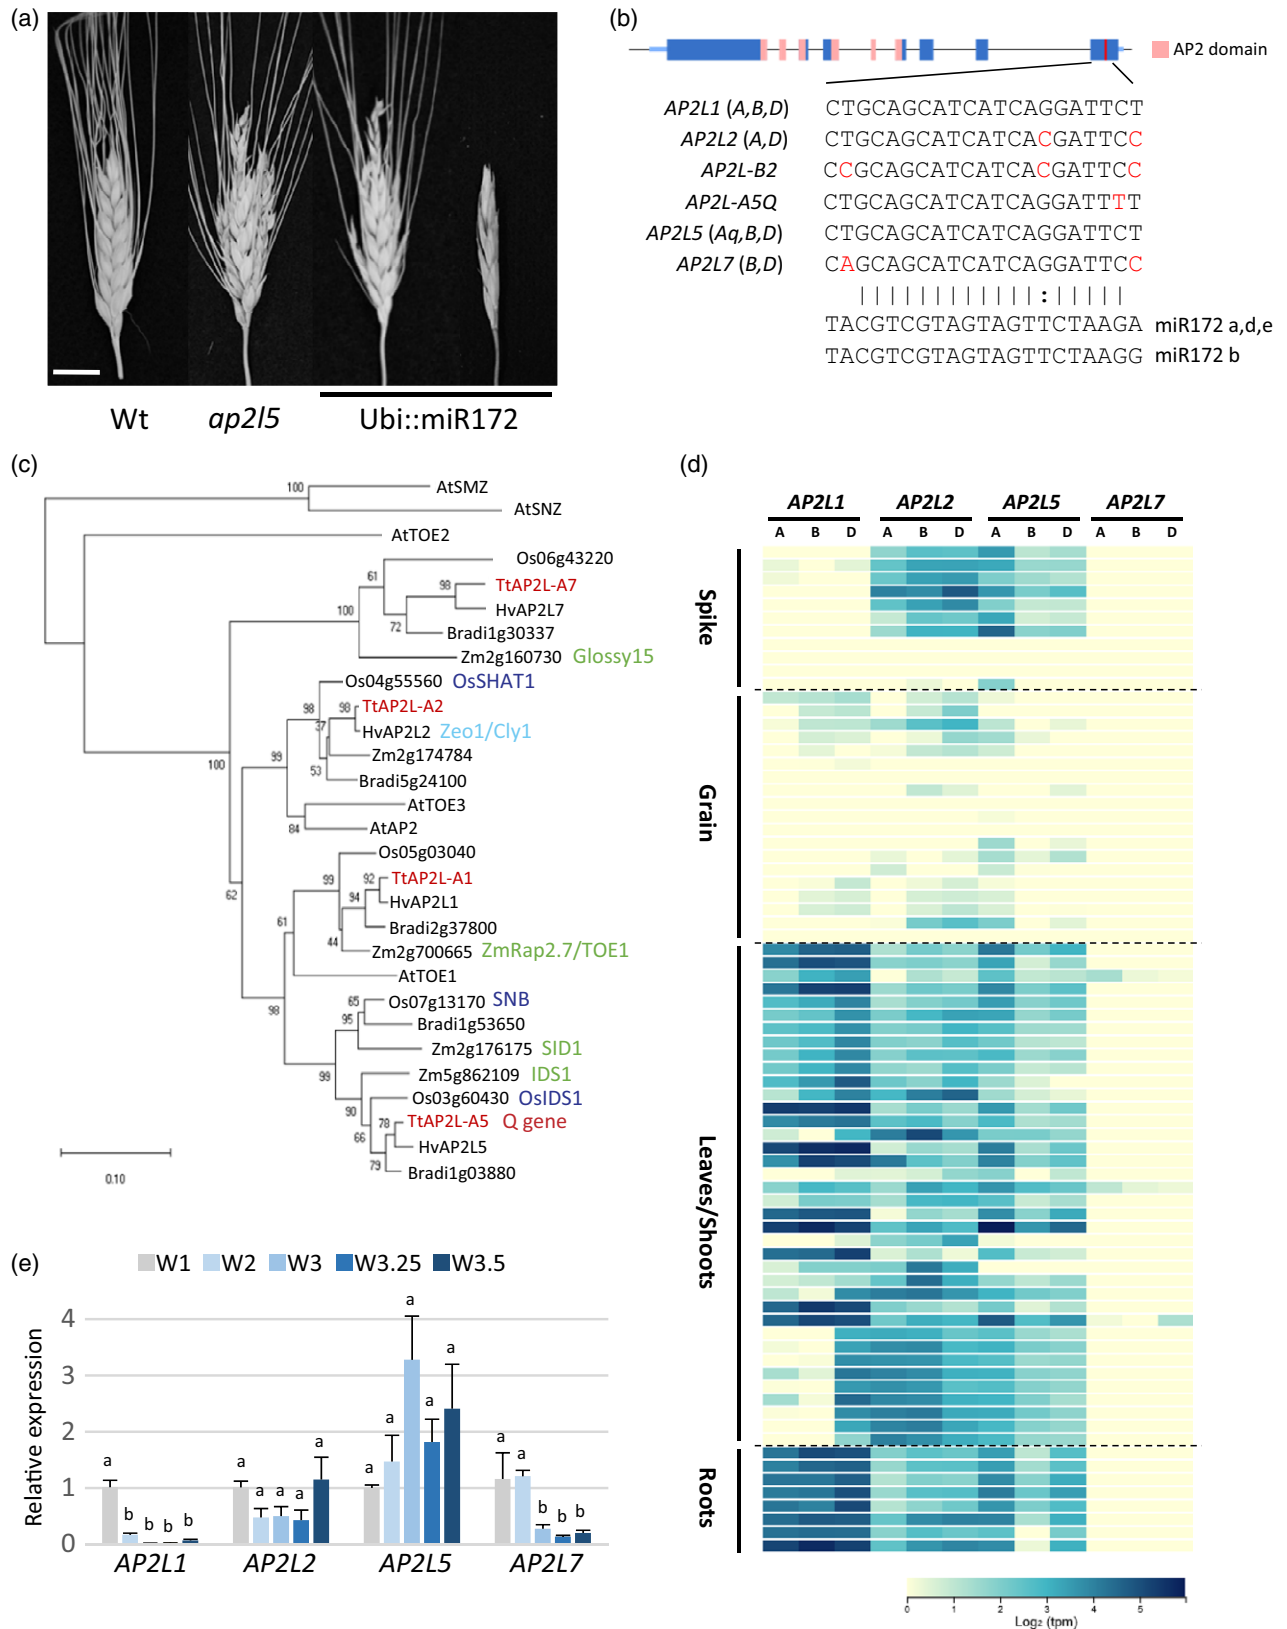 (a)
Wt
ap2l5
Ubi::miR172
(b)
AP2 domain
AP2L1 (A,B,D) CTGCAGCATCATCAGGATTCT
AP2L2 (A,D) CTGCAGCATCATCACGATTCC
AP2L-B2 CCGCAGCATCATCACGATTCC
AP2L-A5Q CTGCAGCATCATCAGGATTTT
AP2L5 (Aq,B,D) CTGCAGCATCATCAGGATTCT
AP2L7 (B,D) CAGCAGCATCATCAGGATTCC
||||||||||||:|||||
TACGTCGTAGTAGTTCTAAGA miR172 a,d,e
TACGTCGTAGTAGTTCTAAGG miR172 b
(c)
100 AtSMZ
AtSNZ
AtTOE2
Os06g43220
61
98 TtAP2L-A7
100 HvAP2L7
72 Bradi1g30337
Zm2g160730 Glossy15
Os04g55560 OsSHAT1
98 98 TtAP2L-A2
37 HvAP2L2 Zeo1/Cly1
99 Zm2g174784
100 53 Bradi5g24100
AtTOE3
84 AtAP2
Os05g03040
99 92 TtAP2L-A1
62 94 HvAP2L1
61 Bradi2g37800
44 Zm2g700665 ZmRap2.7/TOE1
AtTOE1
98 65 Os07g13170 SNB
95 Bradi1g53650
Zm2g176175 SID1
99 Zm5g862109 IDS1
90 Os03g60430 OsIDS1
66 78 TtAP2L-A5 Q gene
HvAP2L5
79 Bradi1g03880
0.10
(d)
AP2L1 AP2L2 AP2L5 AP2L7
A B D A B D A B D A B D
Spike
Grain
Leaves/Shoots
Roots
0 1 2 3 4 5
Log2 (tpm)
(e)
W1 W2 W3 W3.25 W3.5
Relative expression
4
3
2
1
0
a b b b b
a a a a a
a a a a a
a a b b b
AP2L1 AP2L2 AP2L5 AP2L7